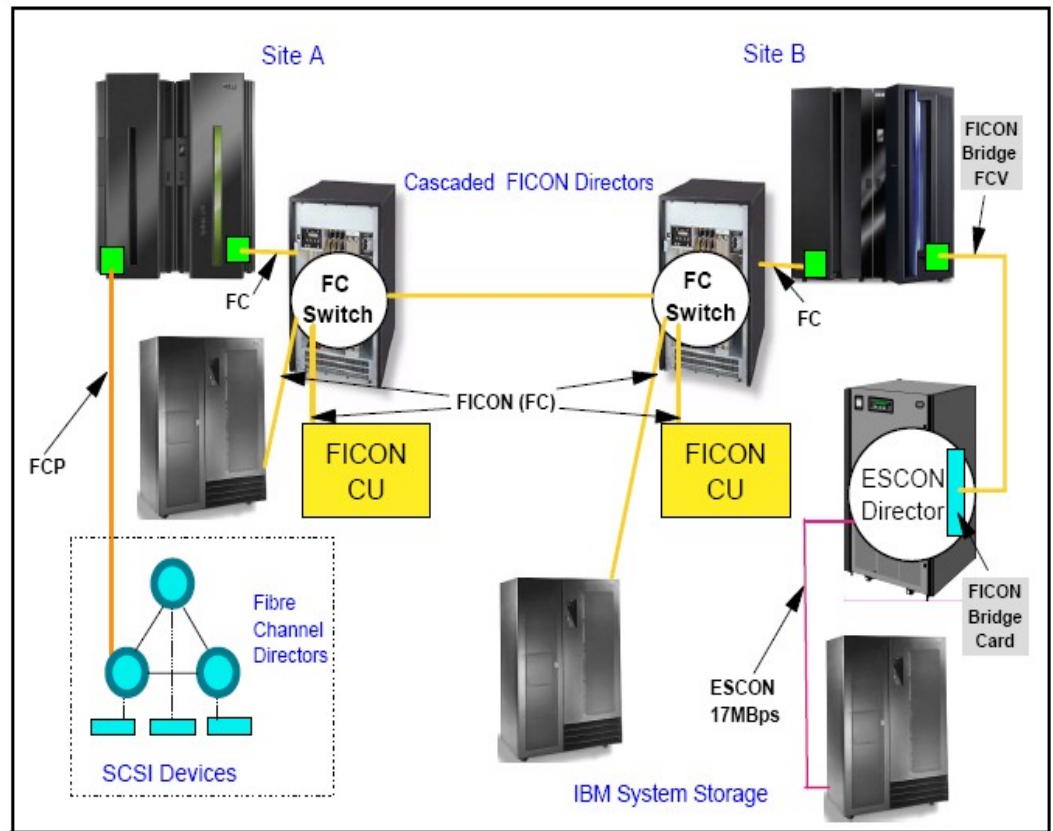 Site A
Site B
FICON
Bridge
FCV
Cascaded FICON Directors
FC
Switch
FC
Switch
FC
FC
FICON (FC)
FCP
FICON
CU
FICON
CU
ESCON
Director
Fibre
Channel
Directors
FICON
Bridge
Card
ESCON
17MBps
SCSI Devices
IBM System Storage